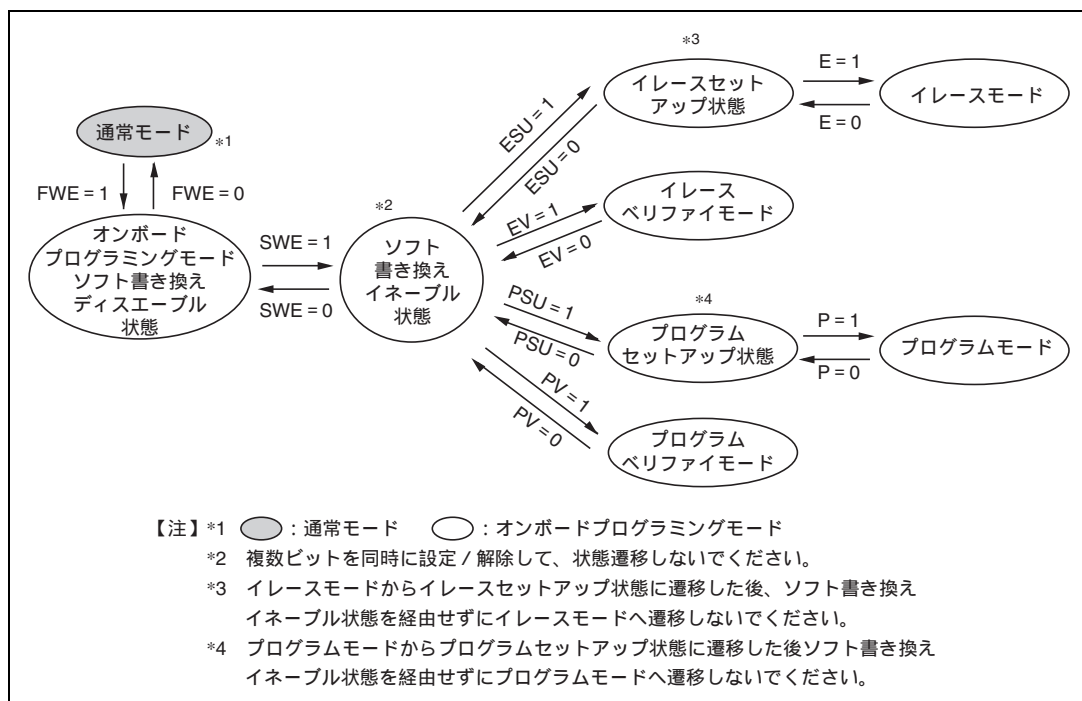 *3
イレースセット
アップ状態
E = 1
E = 0
イレースモード
通常モード
*1
FWE = 1
FWE = 0
ESU = 1
ESU = 0
*2
オンボード
プログラミングモード
ソフト書き換え
ディスエーブル
状態
SWE = 1
SWE = 0
ソフト
書き換え
イネーブル
状態
EV = 1
EV = 0
イレース
ベリファイモード
PSU = 1
PSU = 0
*4
プログラム
セットアップ状態
P = 1
P = 0
プログラムモード
PV = 1
PV = 0
プログラム
ベリファイモード
【注】*1 : 通常モード : オンボードプログラミングモード
*2 複数ビットを同時に設定 / 解除して、状態遷移しないでください。
*3 イレースモードからイレースセットアップ状態に遷移した後、ソフト書き換え
イネーブル状態を経由せずにイレースモードへ遷移しないでください。
*4 プログラムモードからプログラムセットアップ状態に遷移した後ソフト書き換え
イネーブル状態を経由せずにプログラムモードへ遷移しないでください。